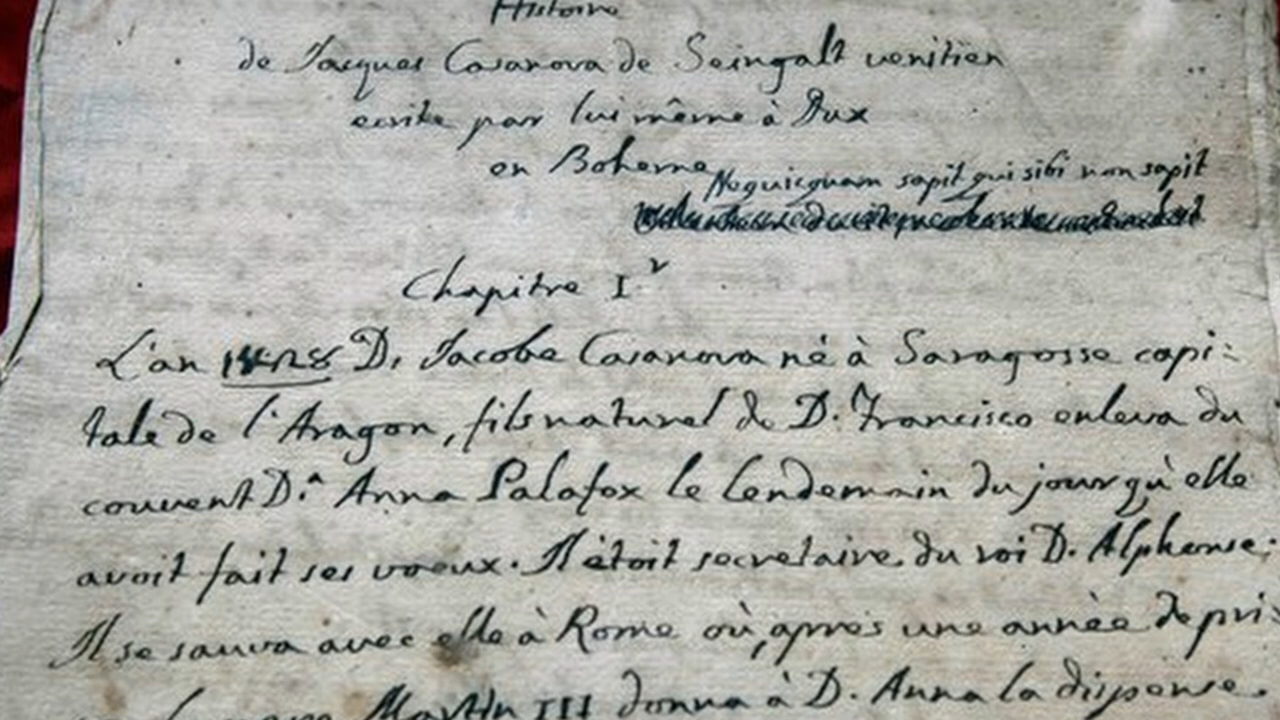 Histoire
de Jacques Casanova de Seingalt venitien
ecrite par lui même à Dux
en Boheme
Nequicquam sapit qui sibi non sapit
Chapitre I r
L'an 1428 D. Jacobe Casanova né à Saragosse capi-
tale de l'Aragon, fils naturel de D. Francisco enleva du
couvent D.a Anna Palafox le lendemain du jour qu'elle
avoit fait ses voeux. Il étoit secretaire du roi D. Alphonse.
Il se sauva avec elle à Rome où, après une année de pri-
Martin III donna à D. Anna la dispense